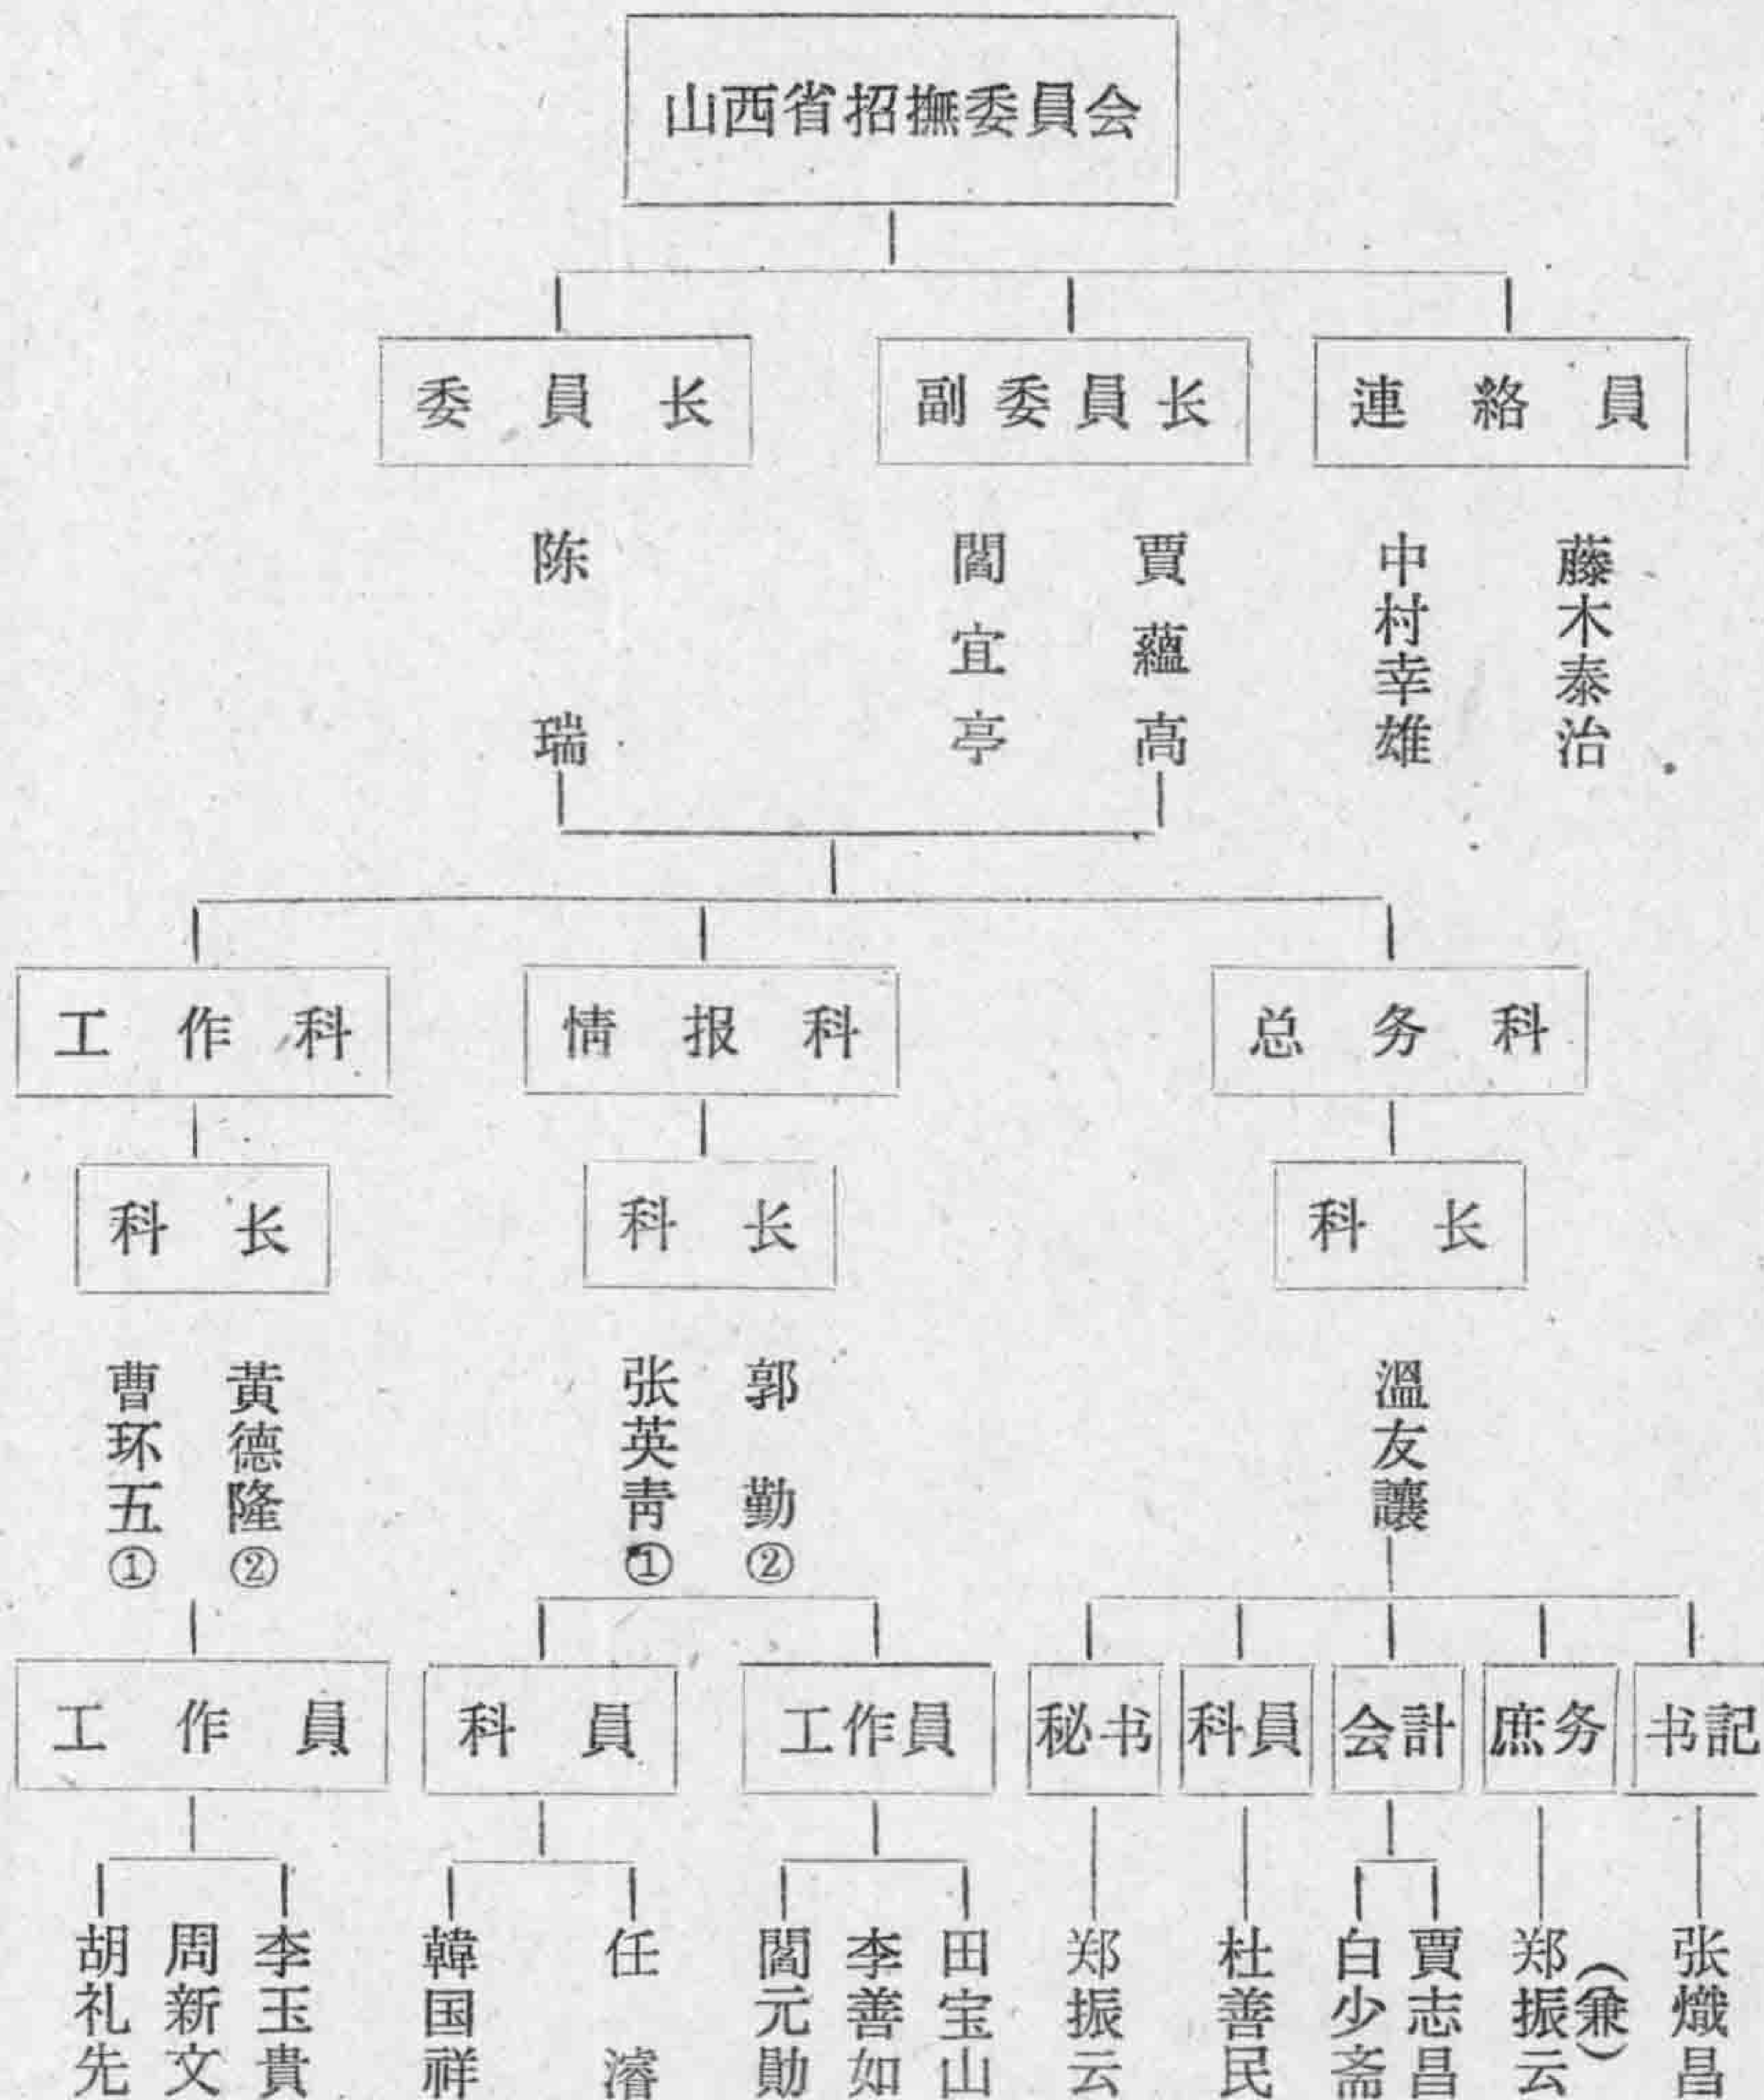 山西省招撫委員会
委員长
副委員长
連絡員
陈瑞
閻宜亭
賈蘊高
中村幸雄
藤木泰治
工作科
情报科
总务科
科长
科长
科长
曹环五①
黃德隆②
张英青①
郭勤②
溫友讓
工作員
科員
工作員
秘书
科員
会計
庶务
书記
胡礼先
周新文
李玉貴
韓国祥
任濬
閻元勛
李善如
田宝山
郑振云
杜善民
白少斋
賈志昌
郑振云(兼)
张熾昌